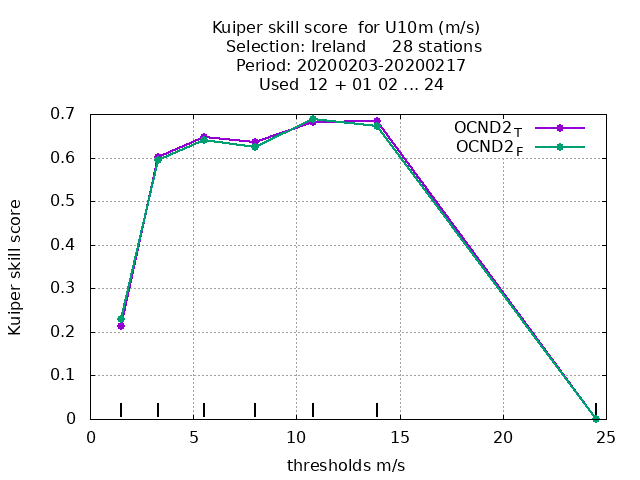 Kuiper skill score  for U10m (m/s)
Selection: Ireland     28 stations
Period: 20200203-20200217
Used  12 + 01 02 ... 24
OCND2T
OCND2F
Kuiper skill score
0.7
0.6
0.5
0.4
0.3
0.2
0.1
0
0 5 10 15 20 25
thresholds m/s